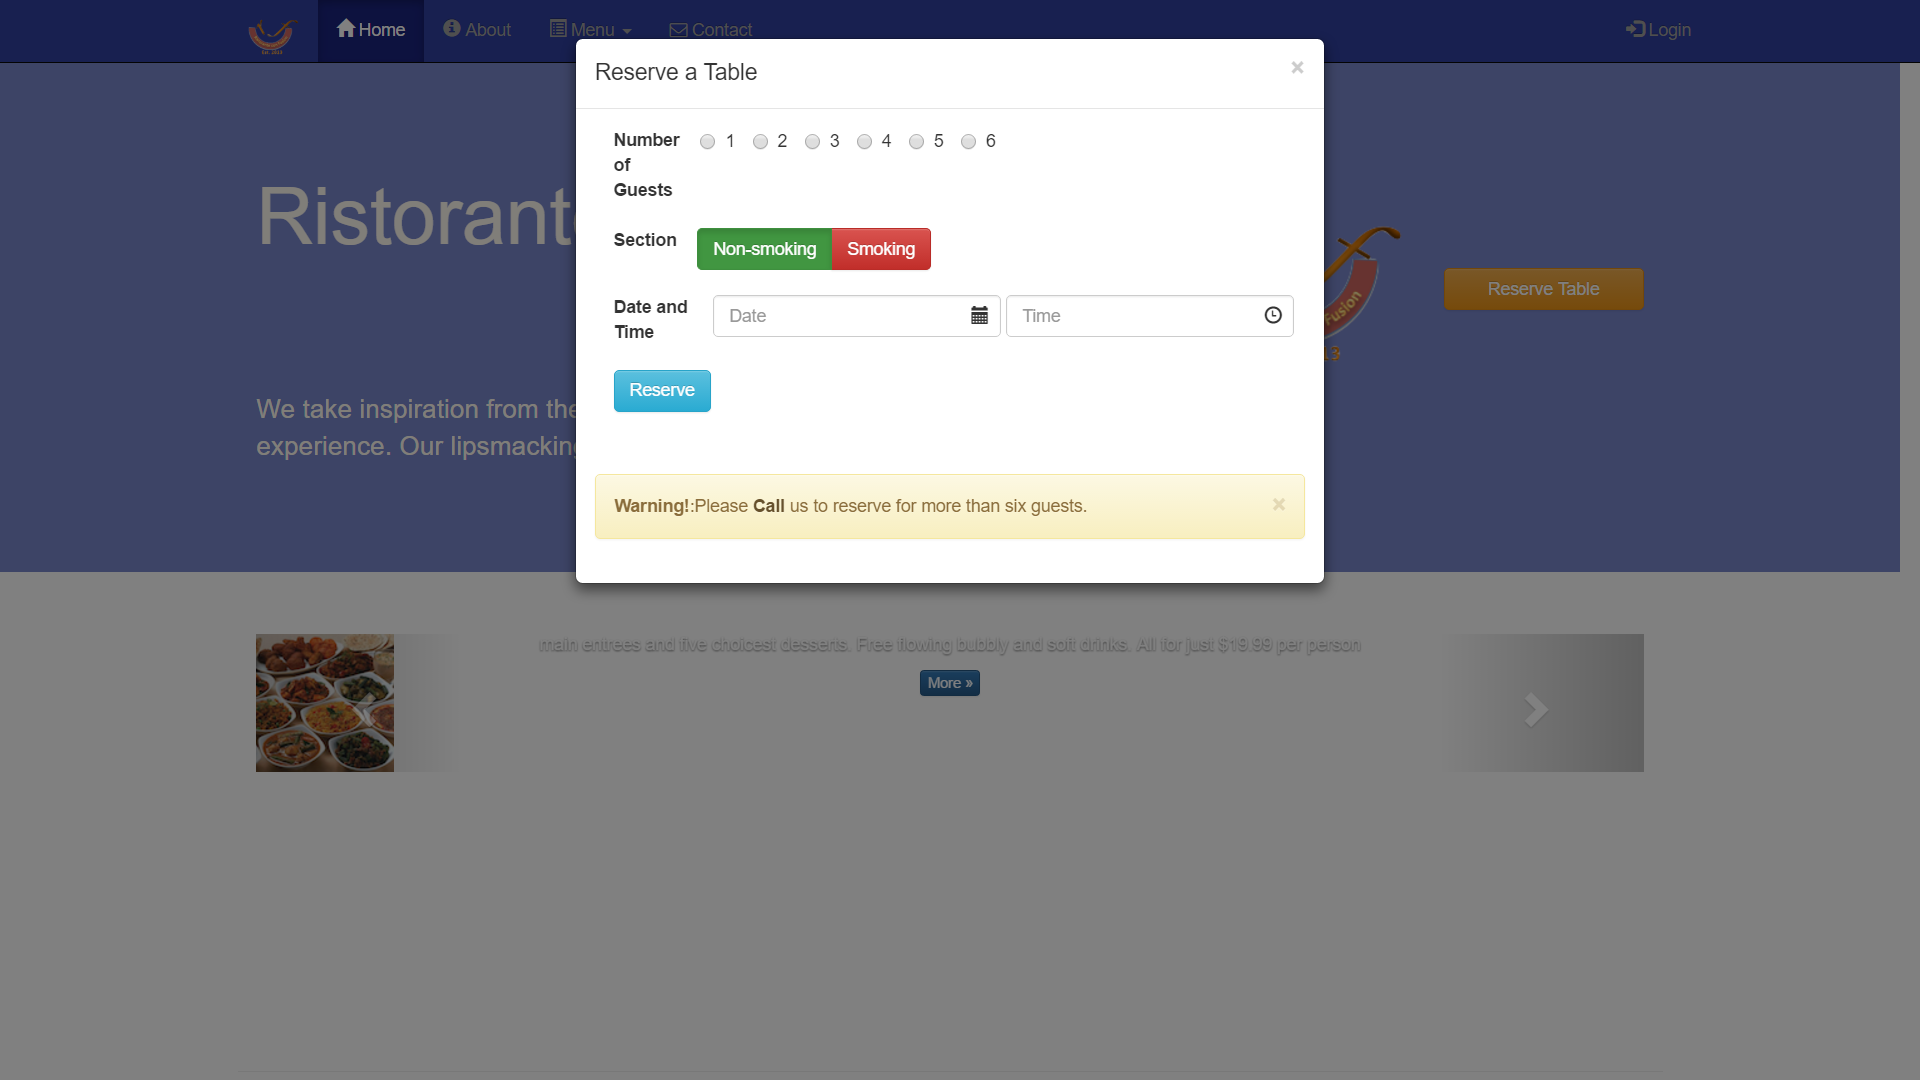 Home About Menu Contact Login
Reserve a Table ×
Number of Guests 1 2 3 4 5 6
Section Non-smoking Smoking
Date and Time Date Time
Reserve
Warning!:Please Call us to reserve for more than six guests. ×
Ristorante
Fusion
Reserve Table
We take inspiration from the
experience. Our lipsmacking
main entrees and five choicest desserts. Free flowing bubbly and soft drinks. All for just $19.99 per person
More »